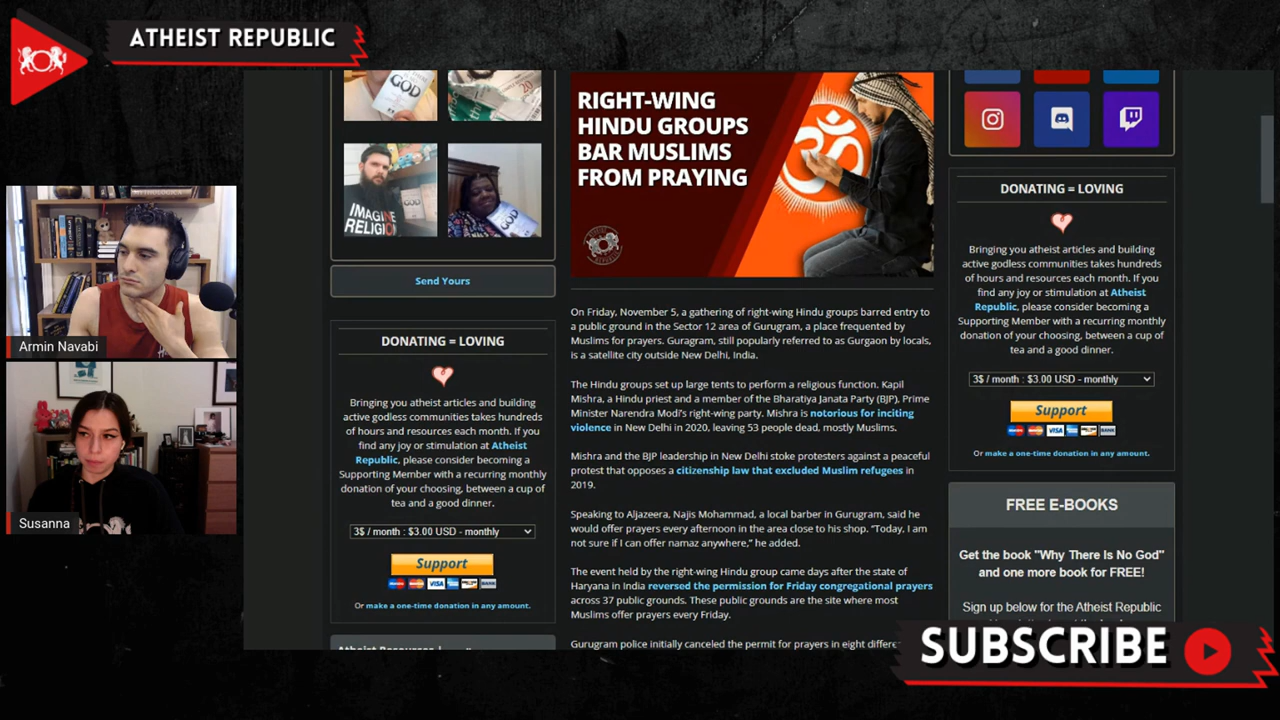 ATHEIST REPUBLIC
IMAGINE
RELIGION
GOD
GOD
Send Yours
DONATING = LOVING
Bringing you atheist articles and building
active godless communities takes hundreds
of hours and resources each month. If you
find any joy or stimulation at Atheist
Republic, please consider becoming a
Supporting Member with a recurring monthly
donation of your choosing, between a cup of
tea and a good dinner.
3$ / month : $3.00 USD - monthly
Support
VISA
BANK
Or make a one-time donation in any amount.
RIGHT-WING
HINDU GROUPS
BAR MUSLIMS
FROM PRAYING
ॐ
On Friday, November 5, a gathering of right-wing Hindu groups barred entry to
a public ground in the Sector 12 area of Gurugram, a place frequented by
Muslims for prayers. Guragram, still popularly referred to as Gurgaon by locals,
is a satellite city outside New Delhi, India.
The Hindu groups set up large tents to perform a religious function. Kapil
Mishra, a Hindu priest and a member of the Bharatiya Janata Party (BJP), Prime
Minister Narendra Modi's right-wing party. Mishra is notorious for inciting
violence in New Delhi in 2020, leaving 53 people dead, mostly Muslims.
Mishra and the BJP leadership in New Delhi stoke protesters against a peaceful
protest that opposes a citizenship law that excluded Muslim refugees in
2019.
Speaking to Aljazeera, Najis Mohammad, a local barber in Gurugram, said he
would offer prayers every afternoon in the area close to his shop. "Today, I am
not sure if I can offer namaz anywhere," he added.
The event held by the right-wing Hindu group came days after the state of
Haryana in India reversed the permission for Friday congregational prayers
across 37 public grounds. These public grounds are the site where most
Muslims offer prayers every Friday.
Gurugram police initially canceled the permit for prayers in eight
DONATING = LOVING
Bringing you atheist articles and building
active godless communities takes hundreds
of hours and resources each month. If you
find any joy or stimulation at Atheist
Republic, please consider becoming a
Supporting Member with a recurring monthly
donation of your choosing, between a cup of
tea and a good dinner.
3$ / month : $3.00 USD - monthly
Support
VISA
BANK
Or make a one-time donation in any amount.
FREE E-BOOKS
Get the book "Why There Is No God"
and one more book for FREE!
Sign up below for the Atheist Republic
Armin Navabi
Susanna
SUBSCRIBE